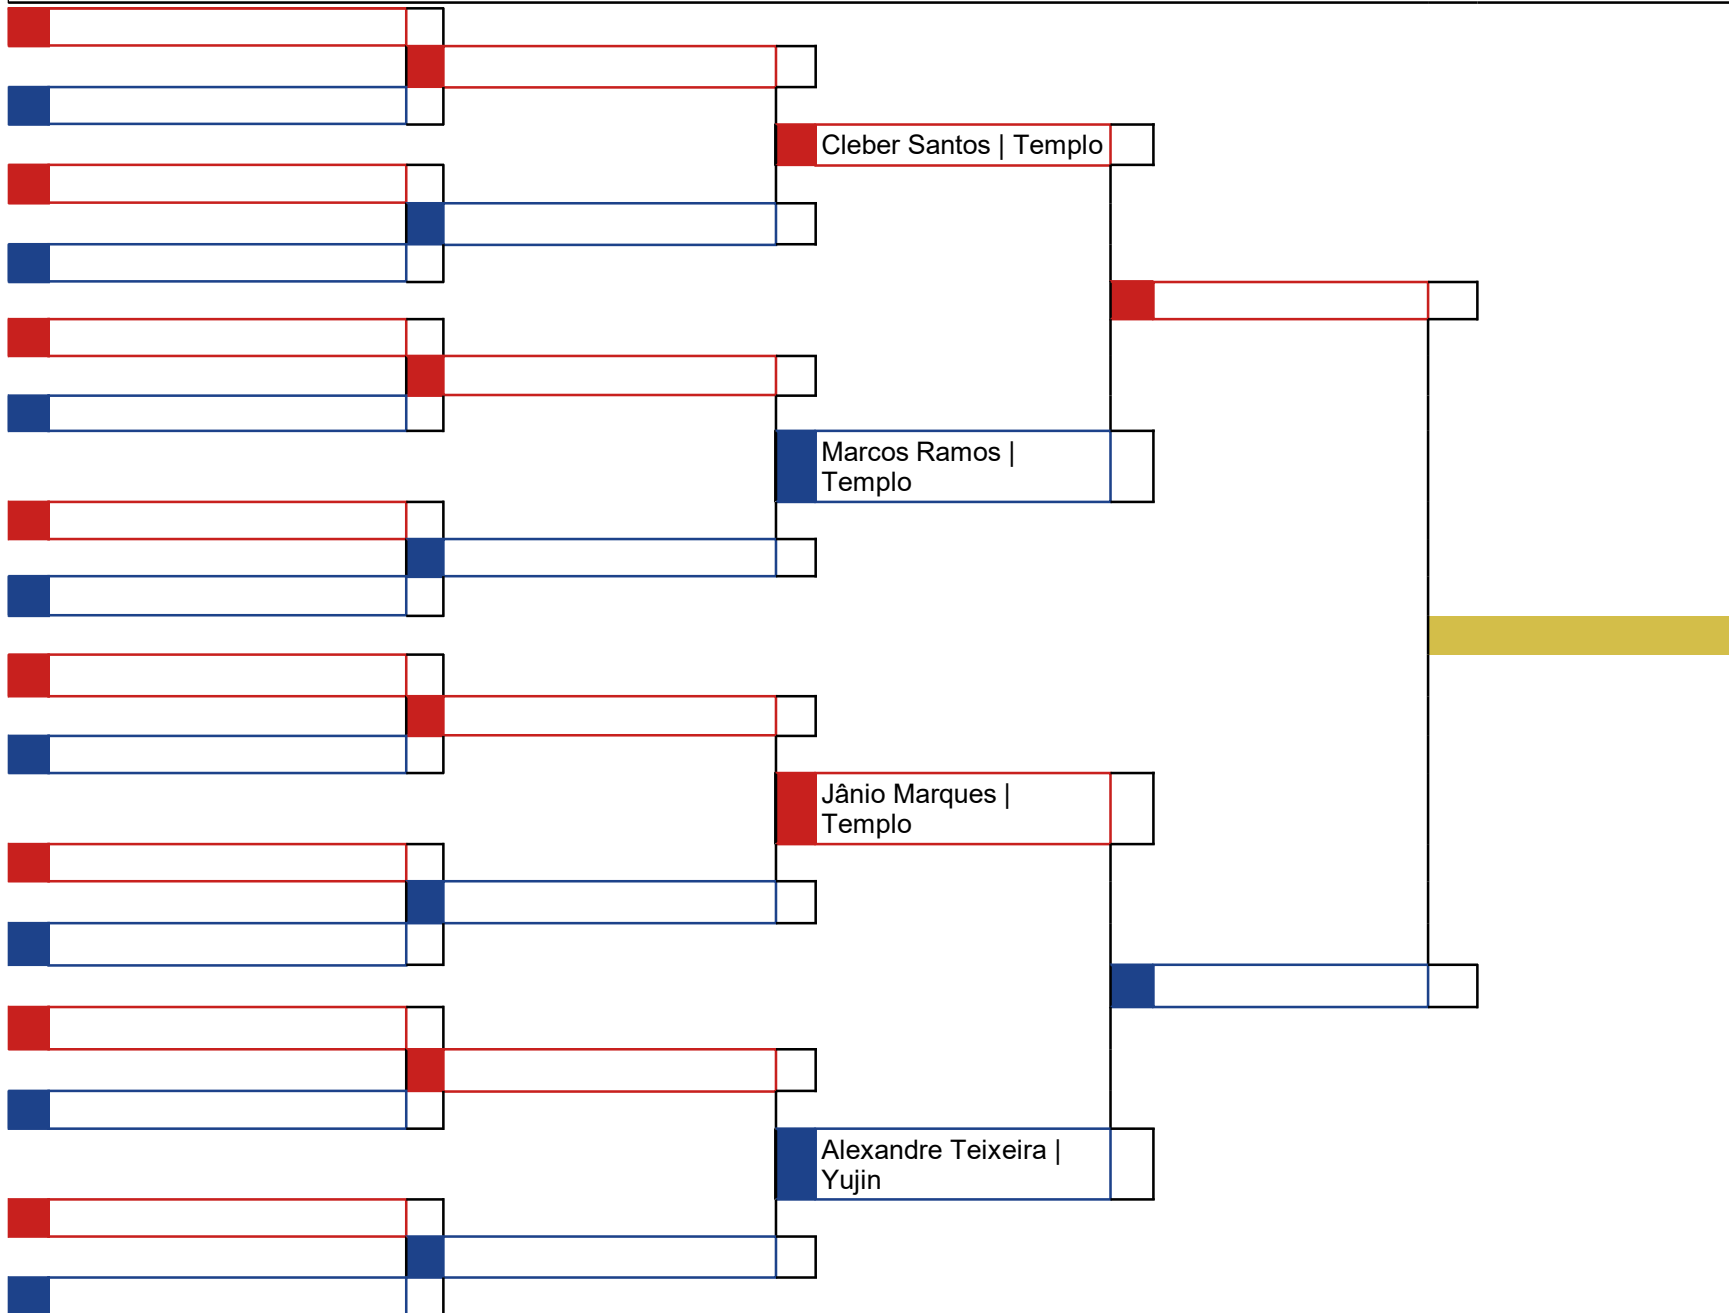 Cleber Santos | Templo
Marcos Ramos |
Templo
Jânio Marques |
Templo
Alexandre Teixeira |
Yujin